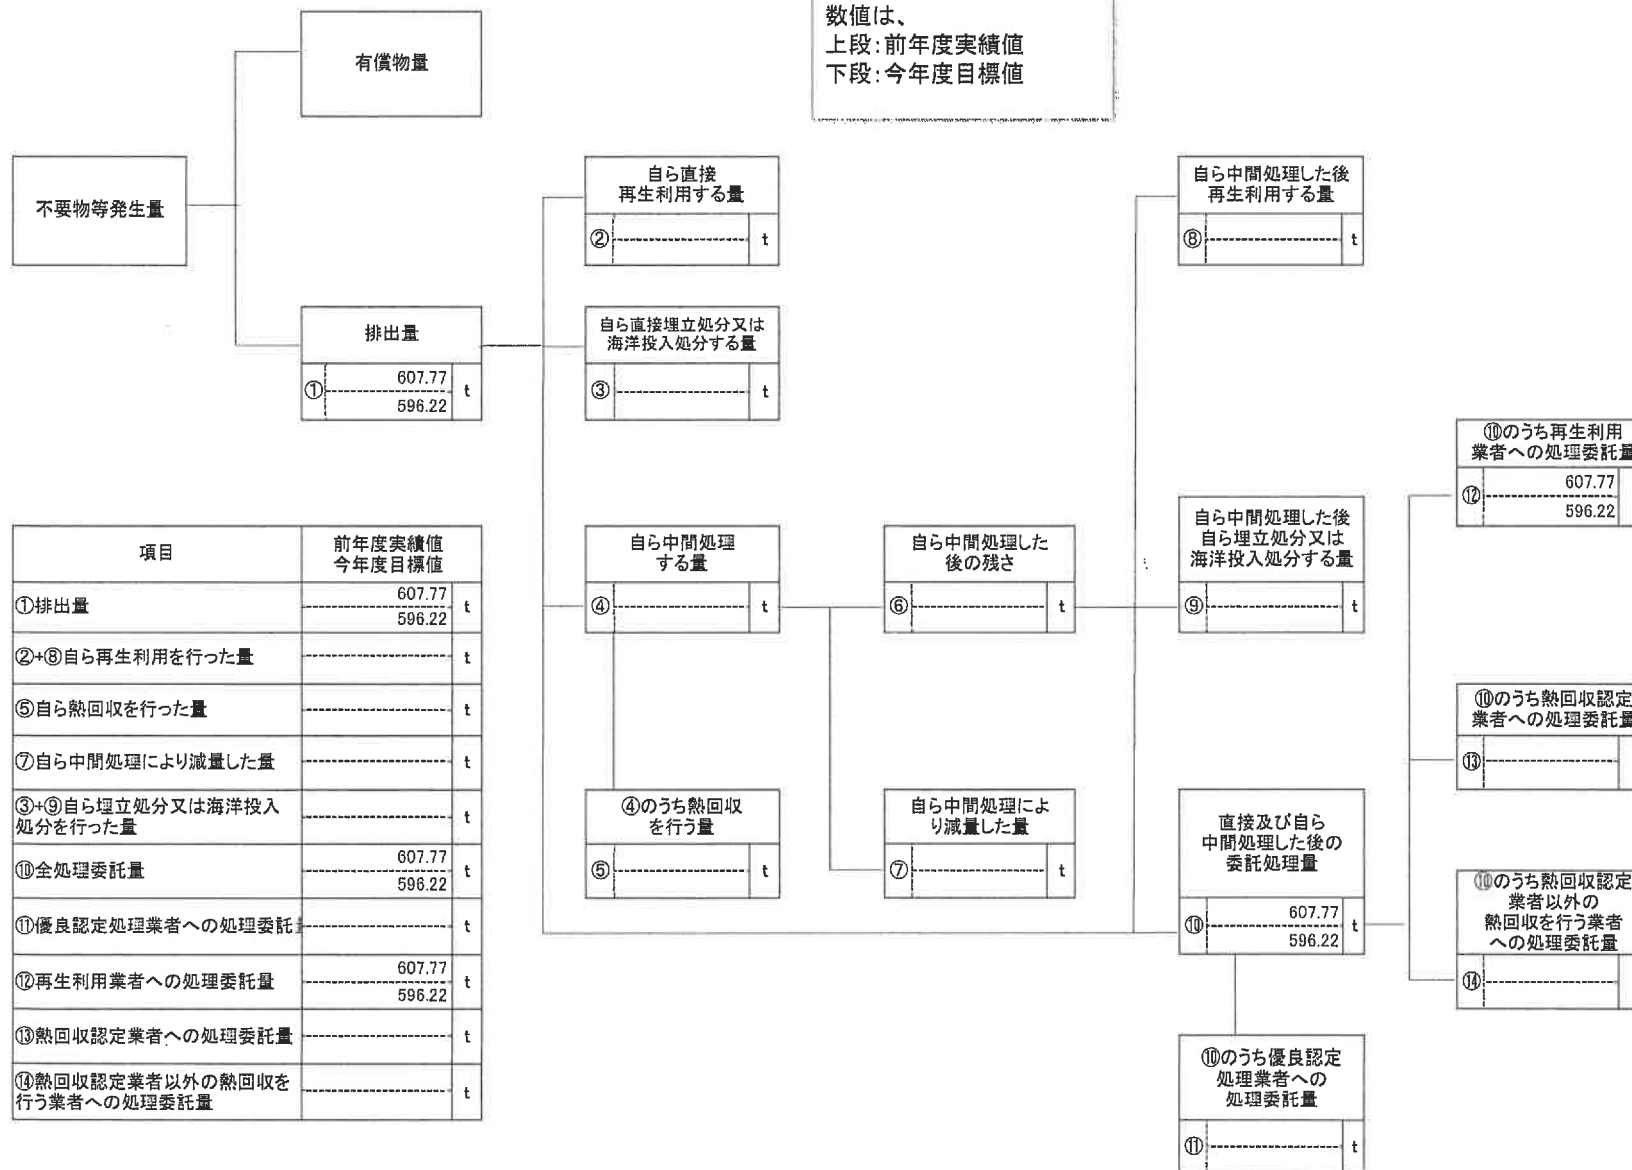 数値は、
上段：前年度実績値
下段：今年度目標値
有償物量
不要物等発生量
排出量
① 607.77 t
596.22
自ら直接
再生利用する量
② t
自ら直接埋立処分又は
海洋投入処分する量
③ t
自ら中間処理
する量
④ t
④のうち熱回収
を行う量
⑤ t
自ら中間処理した
後の残さ
⑥ t
自ら中間処理によ
り減量した量
⑦ t
自ら中間処理した後
再生利用する量
⑧ t
自ら中間処理した後
自ら埋立処分又は
海洋投入処分する量
⑨ t
直接及び自ら
中間処理した後の
委託処理量
⑩ 607.77 t
596.22
⑩のうち優良認定
処理業者への
処理委託量
⑪ t
⑩のうち再生利用
業者への処理委託量
⑫ 607.77
596.22
⑩のうち熱回収認定
業者への処理委託量
⑬
⑩のうち熱回収認定
業者以外の
熱回収を行う業者
への処理委託量
⑭
項目 前年度実績値
今年度目標値
①排出量 607.77 t
596.22
②+⑧自ら再生利用を行った量 t
⑤自ら熱回収を行った量 t
⑦自ら中間処理により減量した量 t
③+⑨自ら埋立処分又は海洋投入
処分を行った量 t
⑩全処理委託量 607.77 t
596.22
⑪優良認定処理業者への処理委託 t
⑫再生利用業者への処理委託量 607.77 t
596.22
⑬熱回収認定業者への処理委託量 t
⑭熱回収認定業者以外の熱回収を
行う業者への処理委託量 t